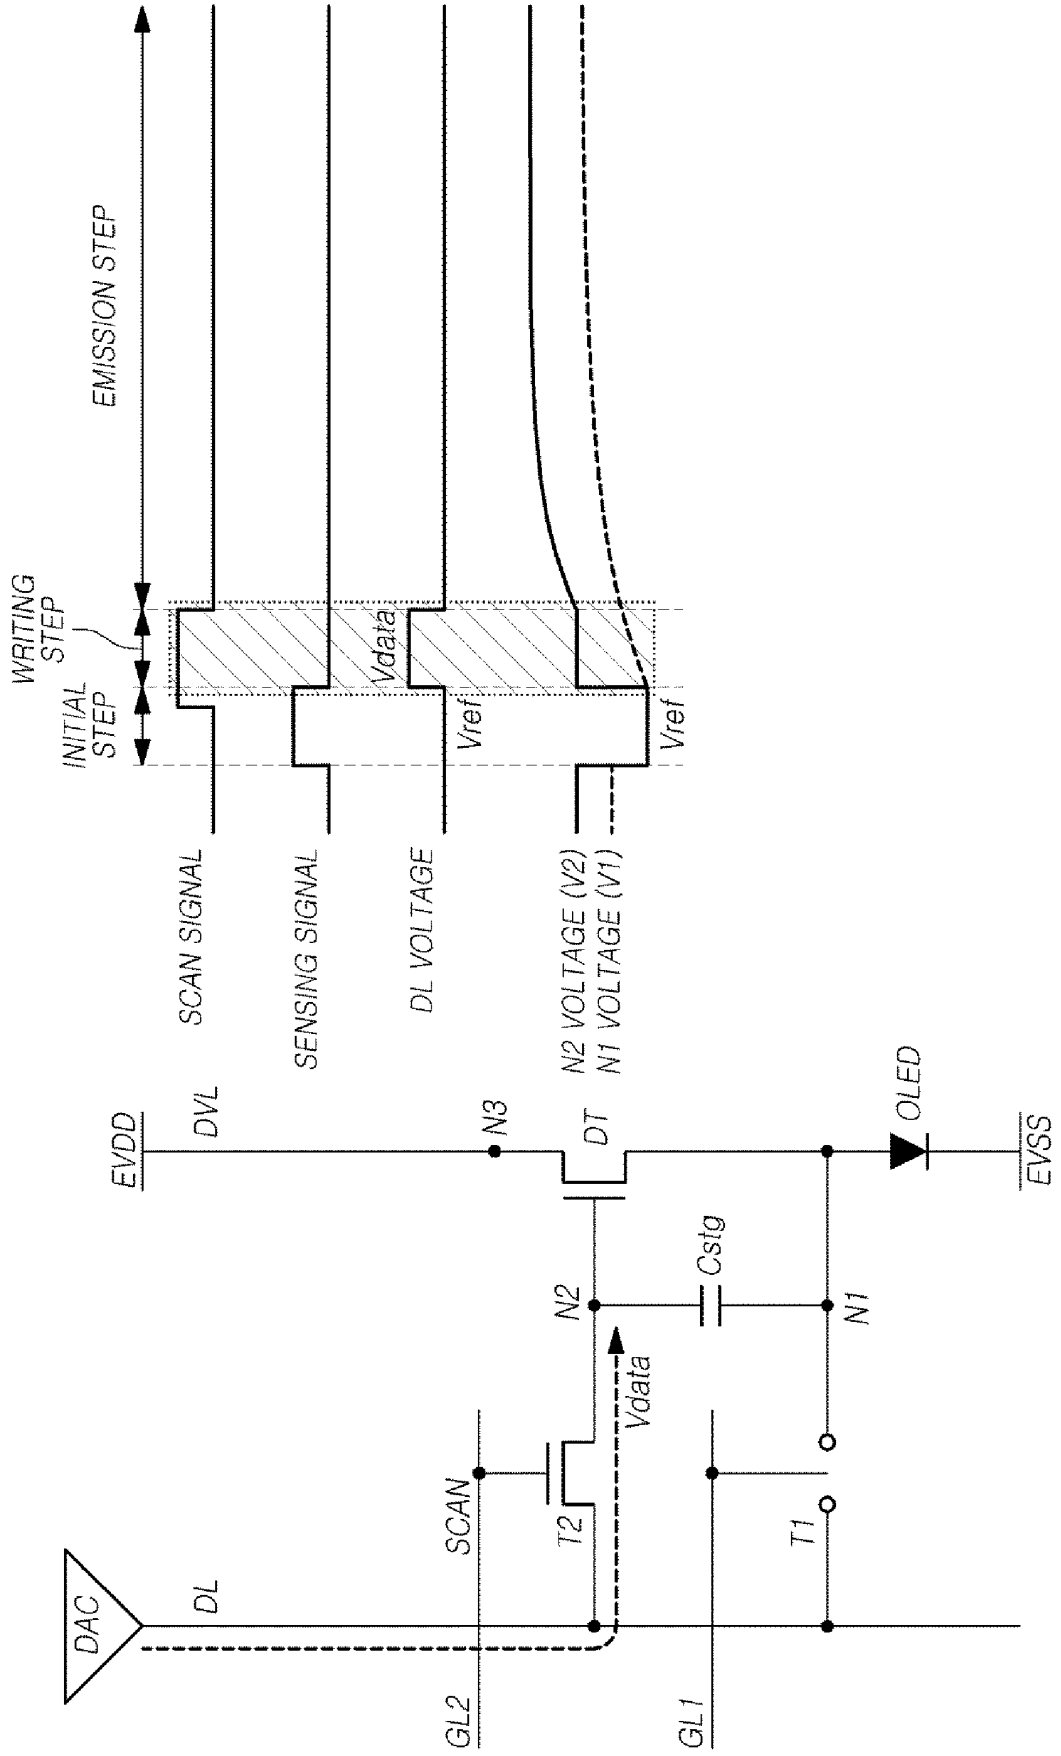 DAC
DL
GL2
SCAN
T2
GL1
T1
Vdata
N2
Cstg
N1
EVDD
DVL
N3
DT
OLED
EVSS
INITIAL
STEP
WRITING
STEP
EMISSION STEP
SCAN SIGNAL
SENSING SIGNAL
DL VOLTAGE
Vref
Vdata
N2 VOLTAGE (V2)
N1 VOLTAGE (V1)
Vref